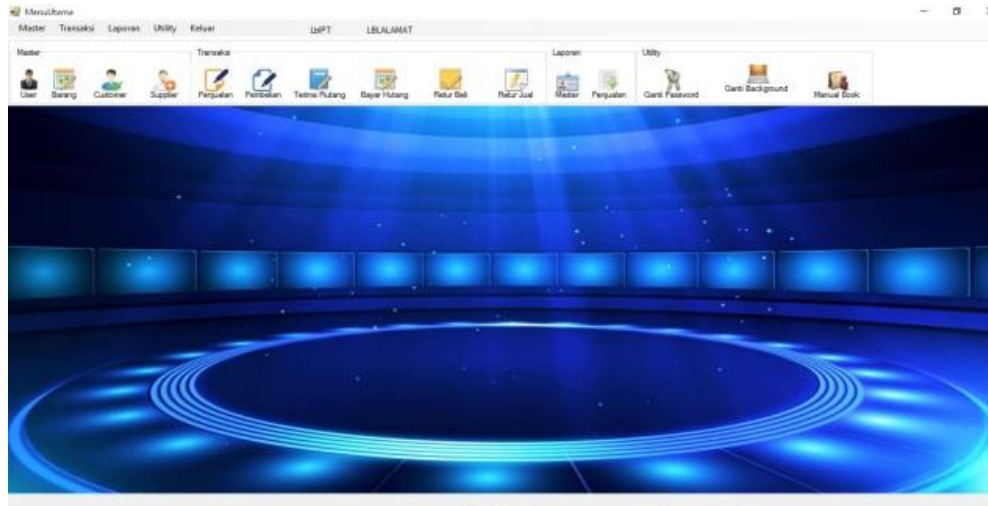 MenuUtama
Master Transaksi Laporan Utility Keluar LblPT LBLALAMAT
Master Transaksi Laporan Utility
User Barang Customer Supplier Penjualan Pembelian Terima Piutang Bayar Hutang Retur Beli Retur Jual Master Penjualan Ganti Password Ganti Background Manual Book